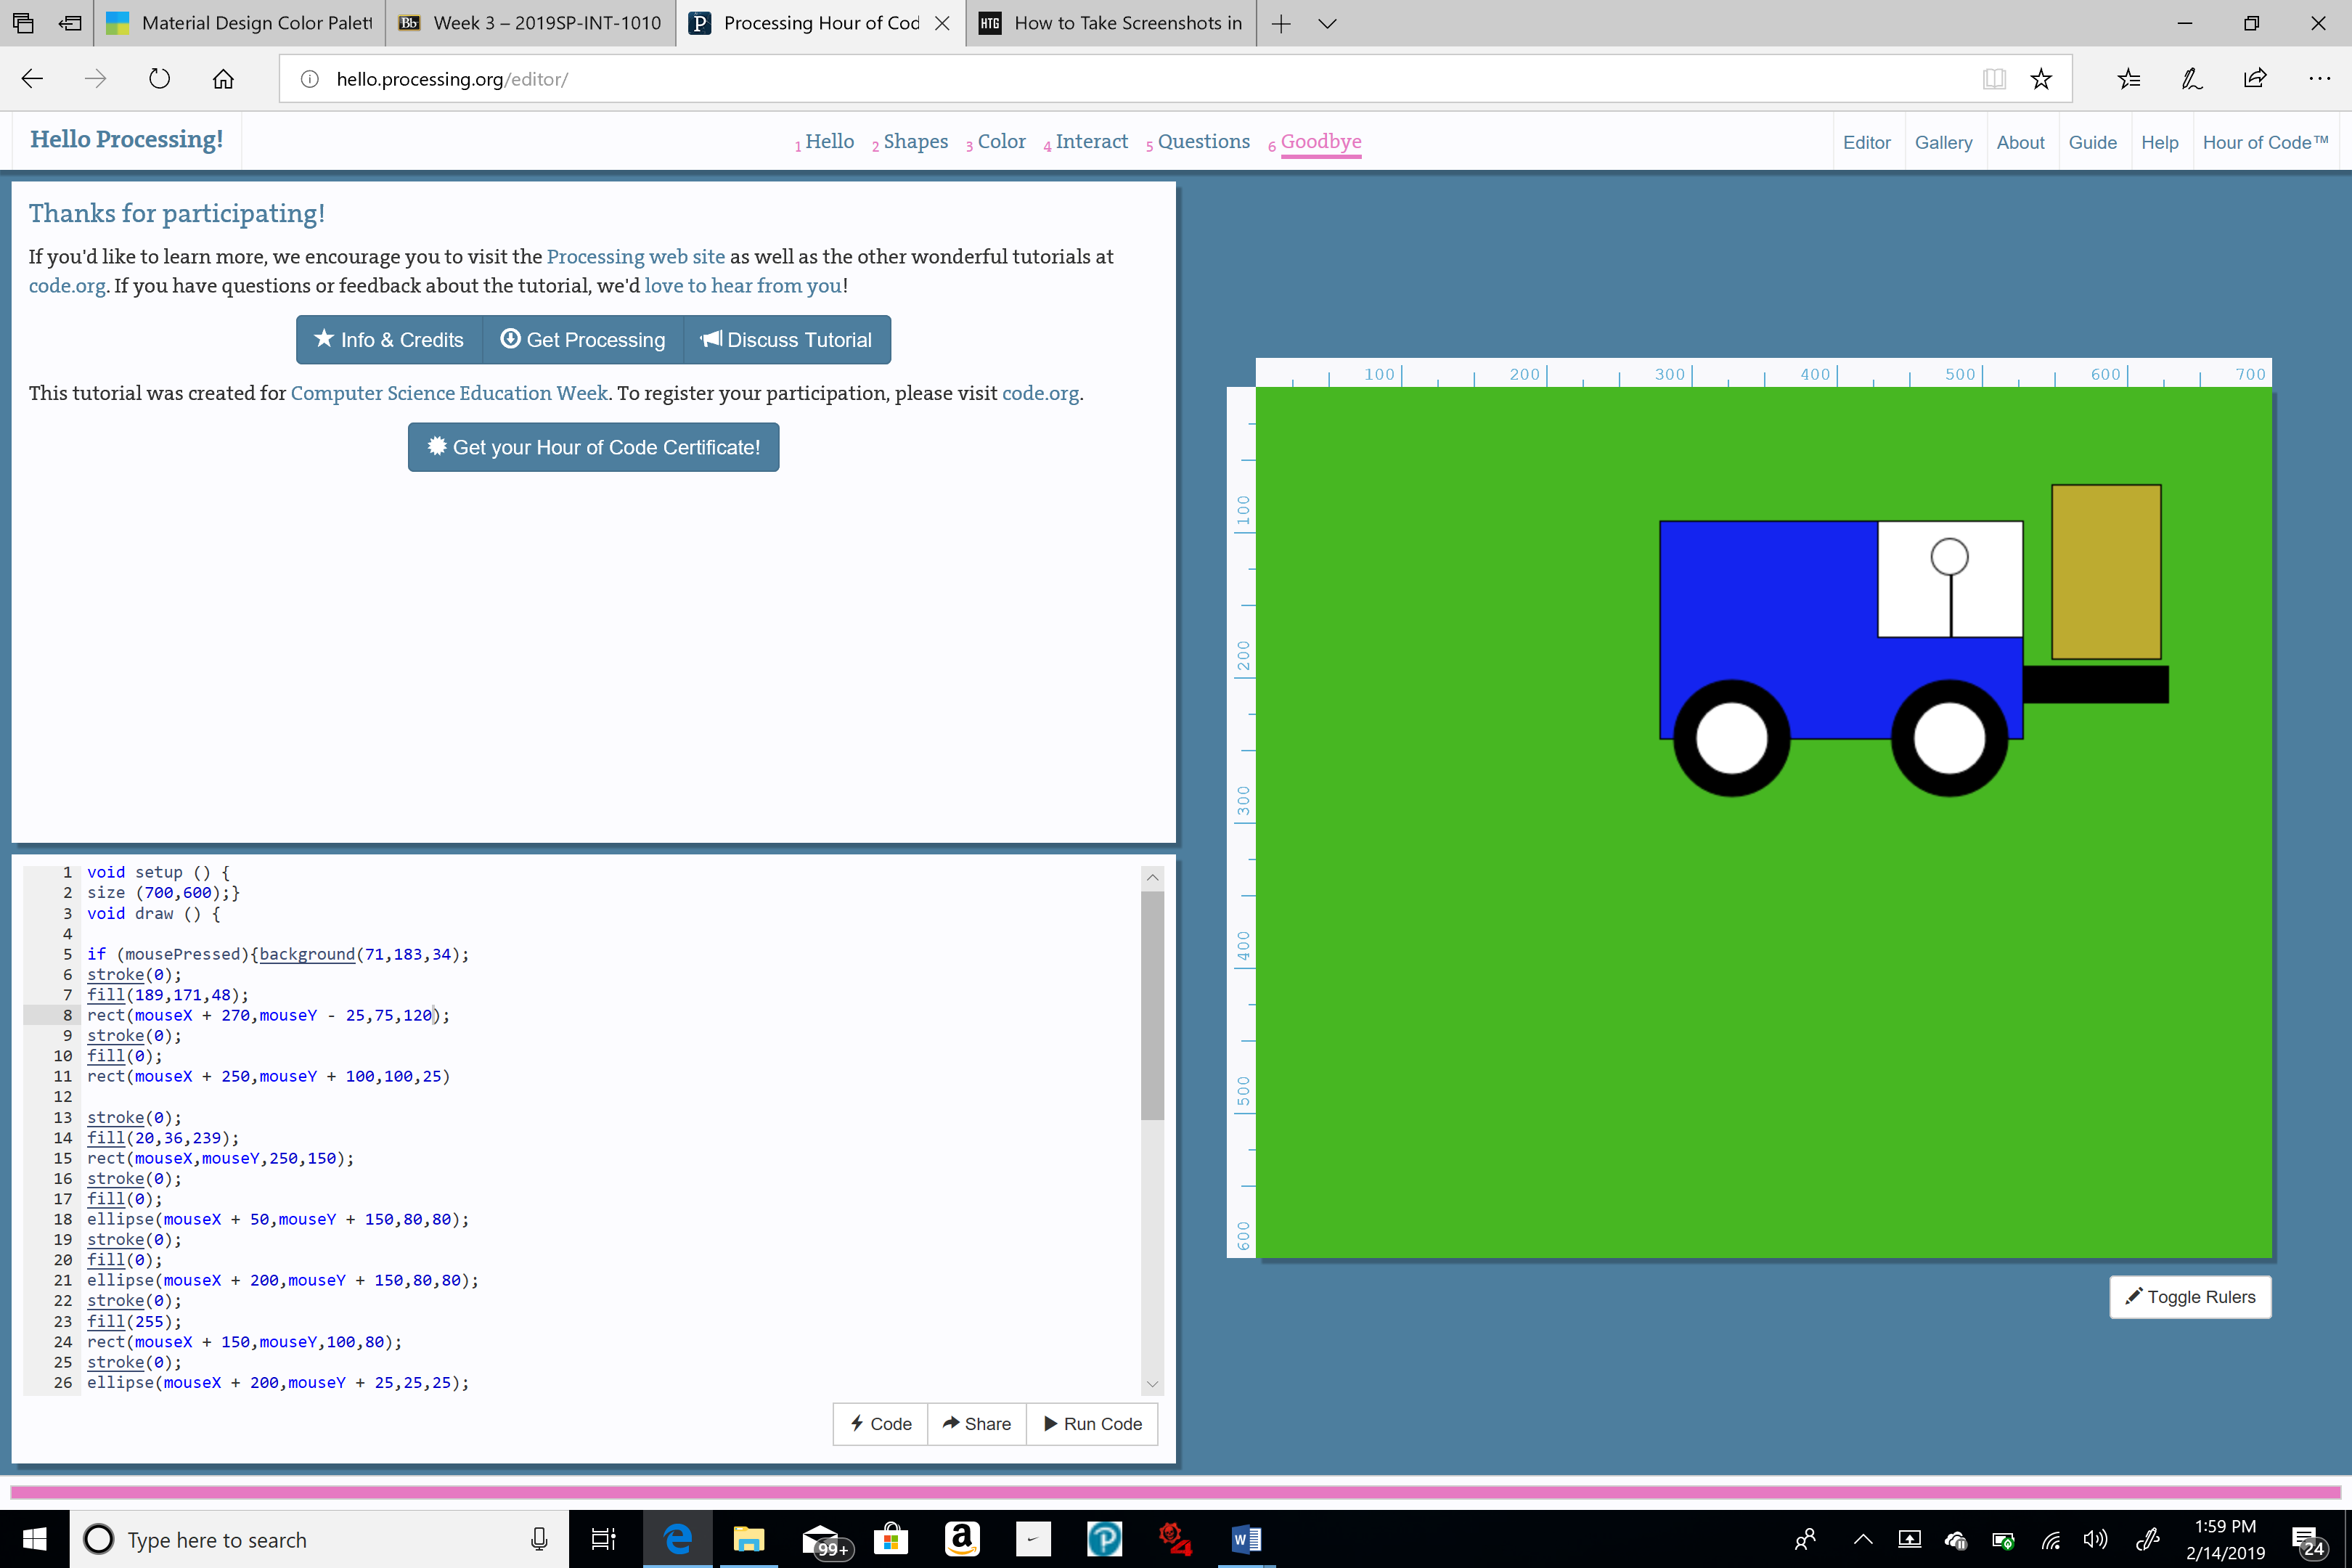 Material Design Color Palett
Bb Week 3 – 2019SP-INT-1010
P Processing Hour of Cod
HTG How to Take Screenshots in
hello.processing.org/editor/
Hello Processing!
1 Hello 2 Shapes 3 Color 4 Interact 5 Questions 6 Goodbye
Editor Gallery About Guide Help Hour of Code™
Thanks for participating!
If you'd like to learn more, we encourage you to visit the Processing web site as well as the other wonderful tutorials at
code.org. If you have questions or feedback about the tutorial, we'd love to hear from you!
Info & Credits Get Processing Discuss Tutorial
This tutorial was created for Computer Science Education Week. To register your participation, please visit code.org.
Get your Hour of Code Certificate!
100 200 300 400 500 600 700
100
200
300
400
500
600
1 void setup () {
2 size (700,600);}
3 void draw () {
4
5 if (mousePressed){background(71,183,34);
6 stroke(0);
7 fill(189,171,48);
8 rect(mouseX + 270,mouseY - 25,75,120);
9 stroke(0);
10 fill(0);
11 rect(mouseX + 250,mouseY + 100,100,25)
12
13 stroke(0);
14 fill(20,36,239);
15 rect(mouseX,mouseY,250,150);
16 stroke(0);
17 fill(0);
18 ellipse(mouseX + 50,mouseY + 150,80,80);
19 stroke(0);
20 fill(0);
21 ellipse(mouseX + 200,mouseY + 150,80,80);
22 stroke(0);
23 fill(255);
24 rect(mouseX + 150,mouseY,100,80);
25 stroke(0);
26 ellipse(mouseX + 200,mouseY + 25,25,25);
Toggle Rulers
Code Share Run Code
Type here to search
99+
a
P
4
W
1:59 PM
2/14/2019
24